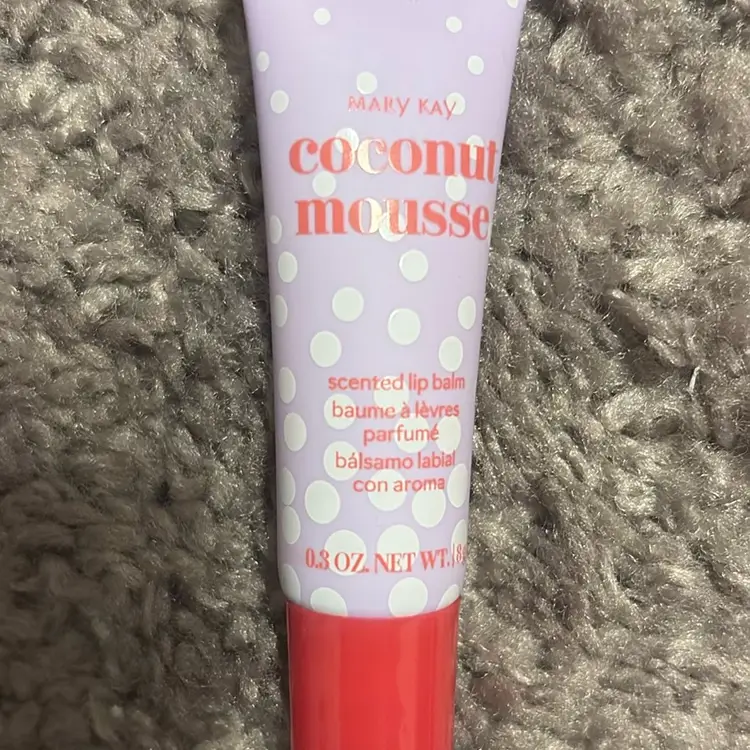 MARY KAY
coconut
mousse
scented lip balm
baume à lèvres
parfumé
bálsamo labial
con aroma
0.3 OZ. NET WT. | 8